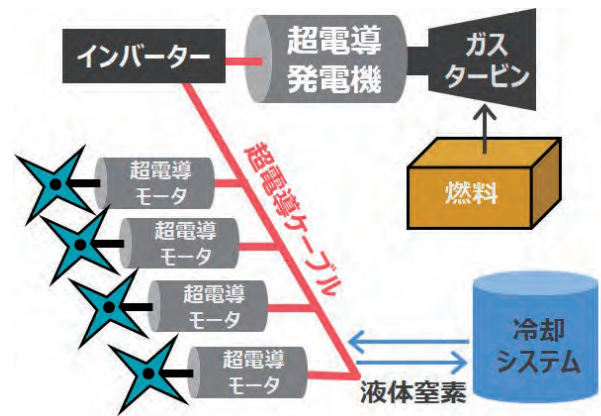 インバーター
超電導
発電機
ガス
タービン
燃料
超電導ケーブル
超電導
モータ
超電導
モータ
超電導
モータ
超電導
モータ
冷却
システム
液体窒素